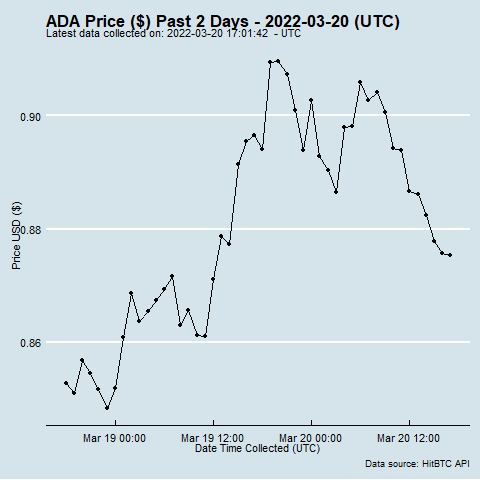 ADA Price ($) Past 2 Days - 2022-03-20 (UTC)
Latest data collected on: 2022-03-20 17:01:42 - UTC
0.90
0.88
0.86
Price USD ($)
Mar 19 00:00 Mar 19 12:00 Mar 20 00:00 Mar 20 12:00
Date Time Collected (UTC)
Data source: HitBTC API